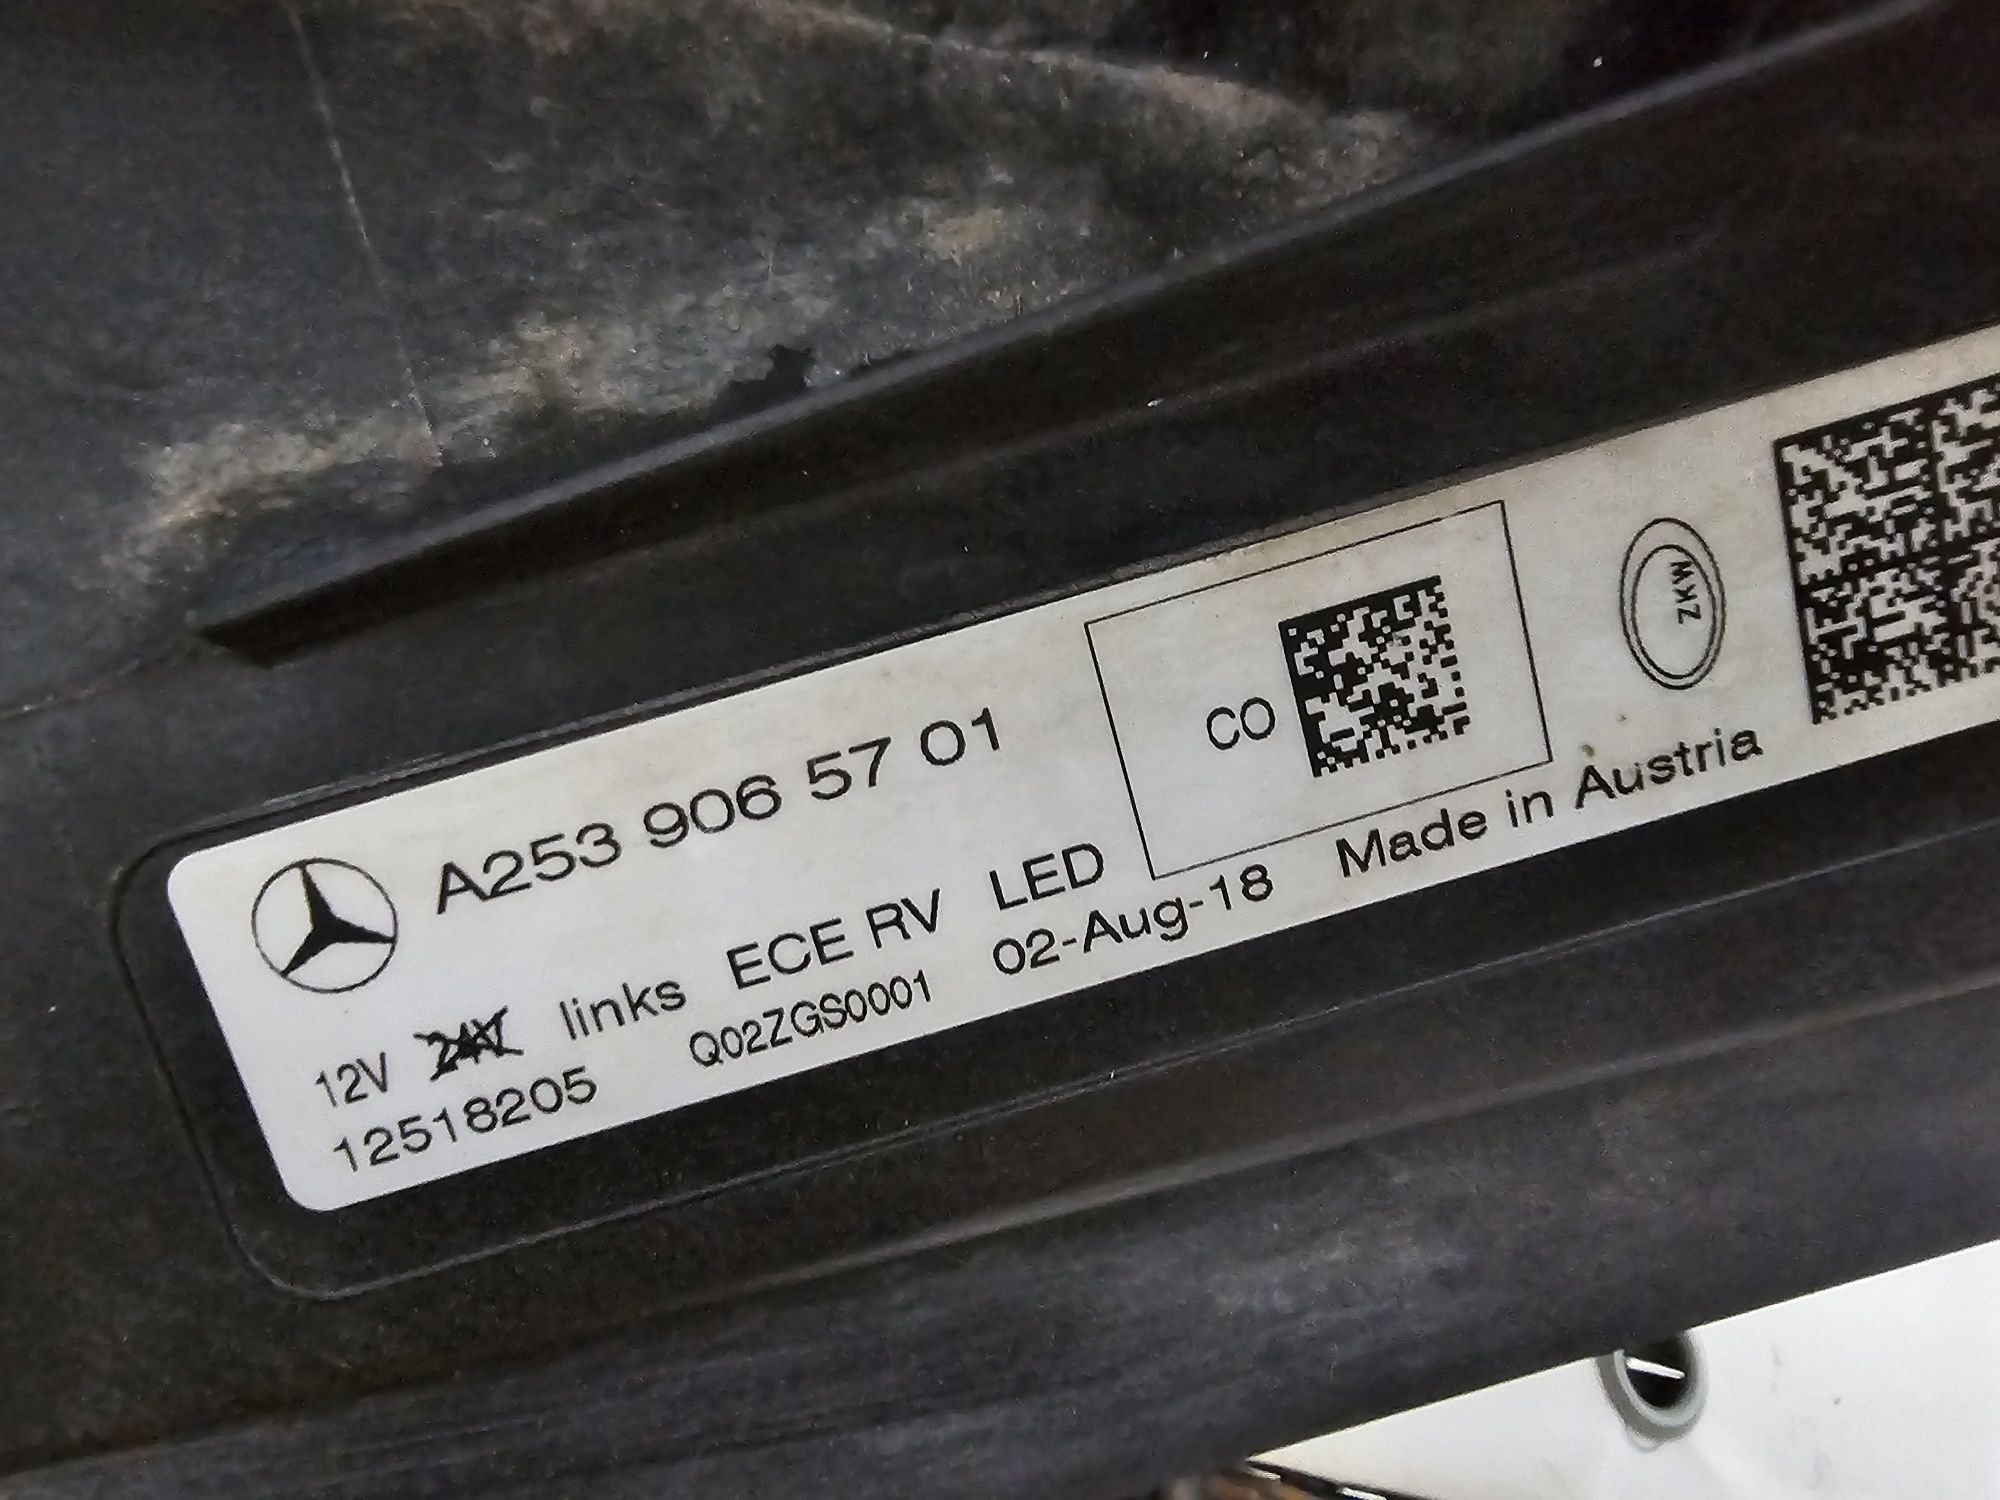 A253 906 57 01
CO
ZKW
12V 24V links ECE RV LED
12518205 Q02ZGS0001 02-Aug-18 Made in Austria